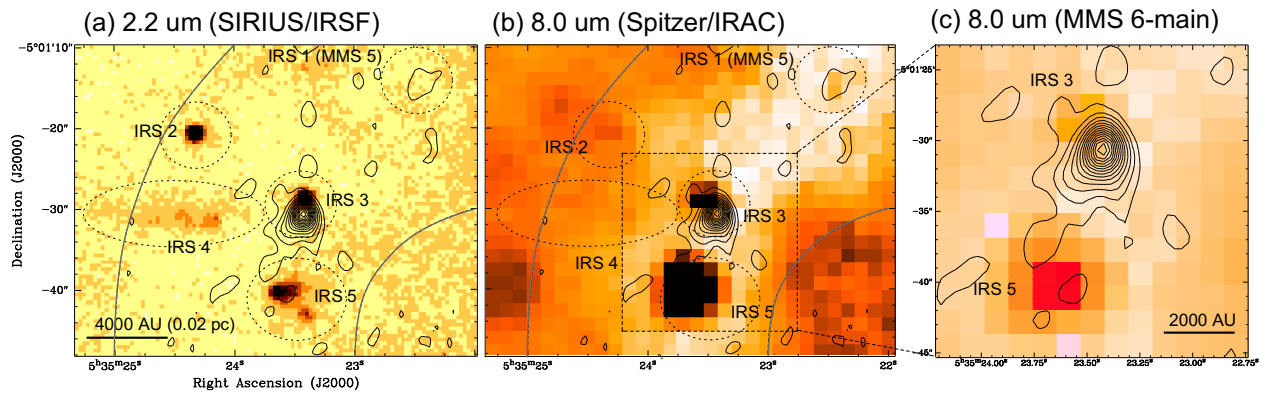 (a) 2.2 um (SIRIUS/IRSF)
(b) 8.0 um (Spitzer/IRAC)
(c) 8.0 um (MMS 6-main)
-5°01'10"
-20"
-30"
-40"
Declination (J2000)
IRS 1 (MMS 5)
IRS 2
IRS 3
IRS 4
IRS 5
4000 AU (0.02 pc)
5ʰ35ᵐ25ˢ
24ˢ
23ˢ
Right Ascension (J2000)
IRS 1 (MMS 5)
IRS 2
IRS 3
IRS 4
IRS 5
5ʰ35ᵐ25ˢ
24ˢ
23ˢ
22ˢ
-5°01'25"
-30"
-35"
-40"
-45"
IRS 3
IRS 5
2000 AU
5ʰ35ᵐ24.00ˢ
23.75ˢ
23.50ˢ
23.25ˢ
23.00ˢ
22.75ˢ